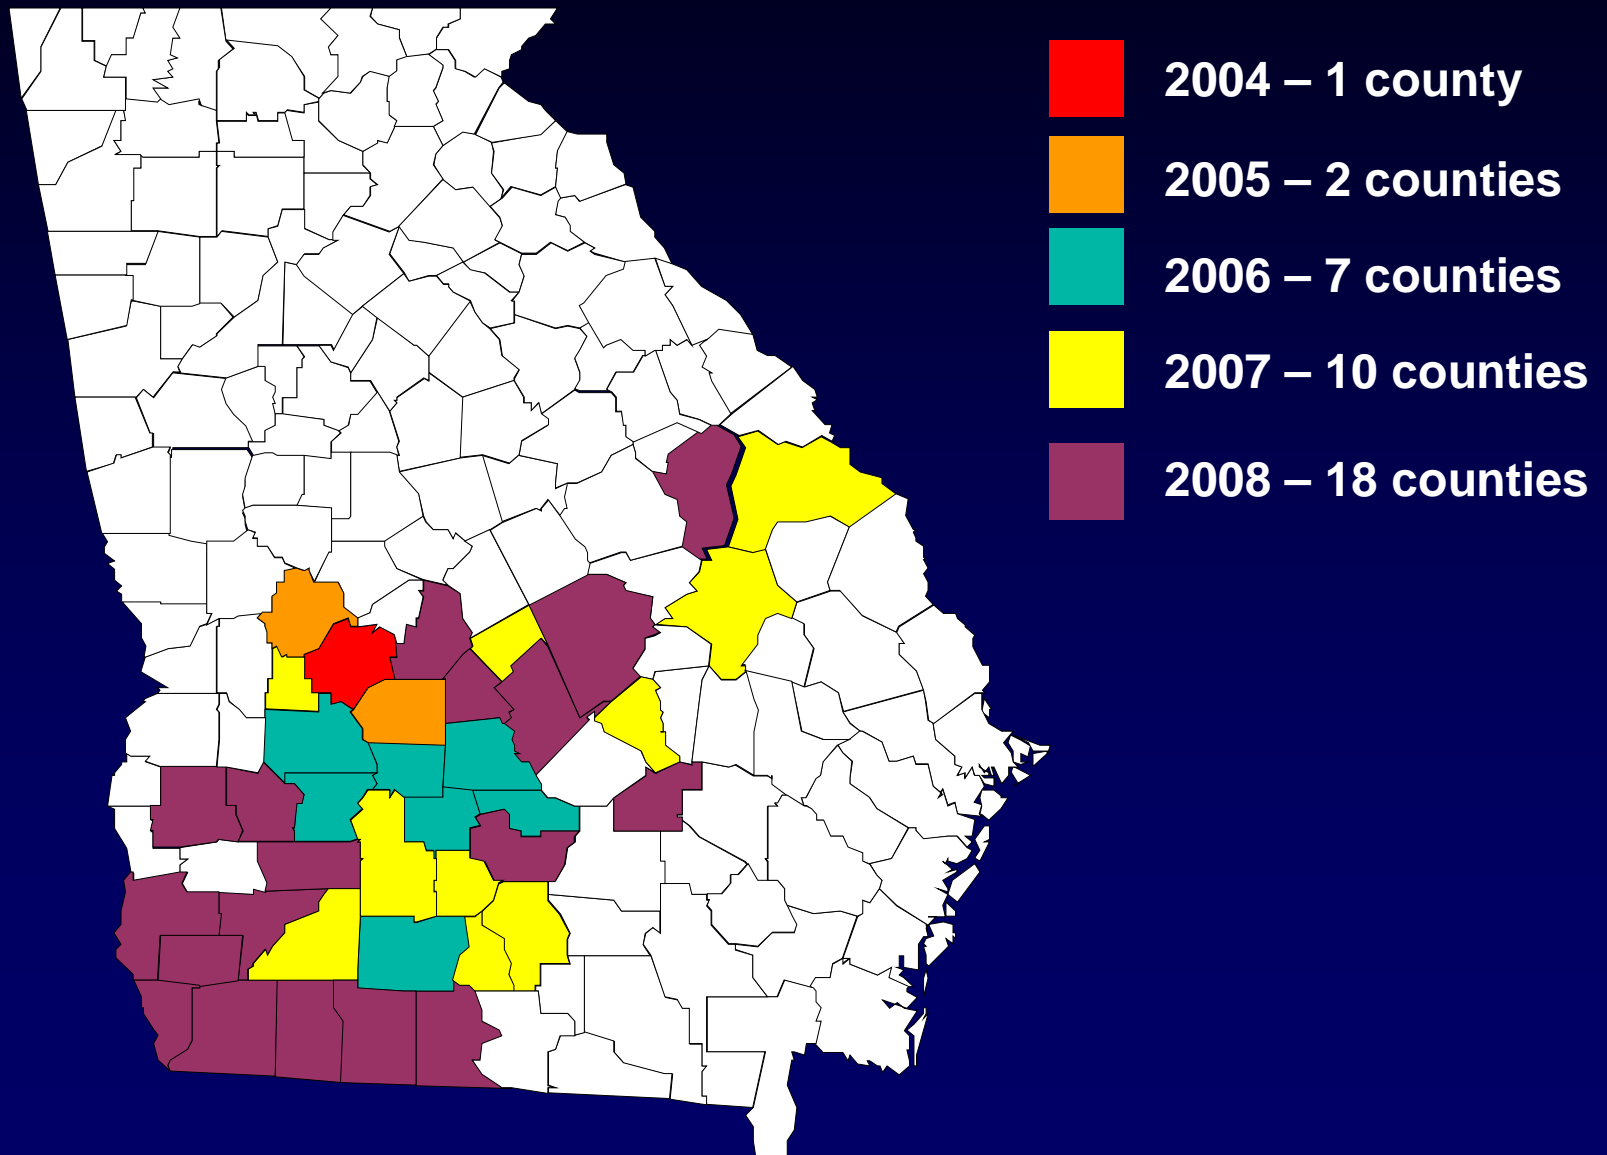 2004 – 1 county
2005 – 2 counties
2006 – 7 counties
2007 – 10 counties
2008 – 18 counties